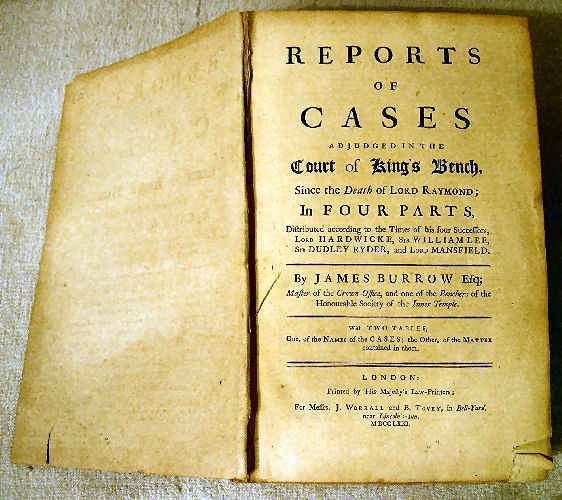 REPORTS
OF
CASES
ADJUDGED IN THE
Court of King's Bench,
Since the Death of LORD RAYMOND;
In FOUR PARTS,
Diſtributed according to the Times of his four Succeſſors,
LORD HARDWICKE, SIR WILLIAM LEE,
SIR DUDLEY RYDER, and LORD MANSFIELD.
By JAMES BURROW Eſq;
Maſter of the Crown-Office, and one of the Benchers of the
Honourable Society of the Inner Temple.
With TWO TABLES;
One, of the NAMES of the CASES; the Other, of the MATTER
contained in them.
LONDON:
Printed by His Majeſty's Law-Printers;
For Meſſrs. J. WORRALL and B. TOVEY, in Bell-Yard,
near Lincoln's-Inn.
MDCCLXXI.